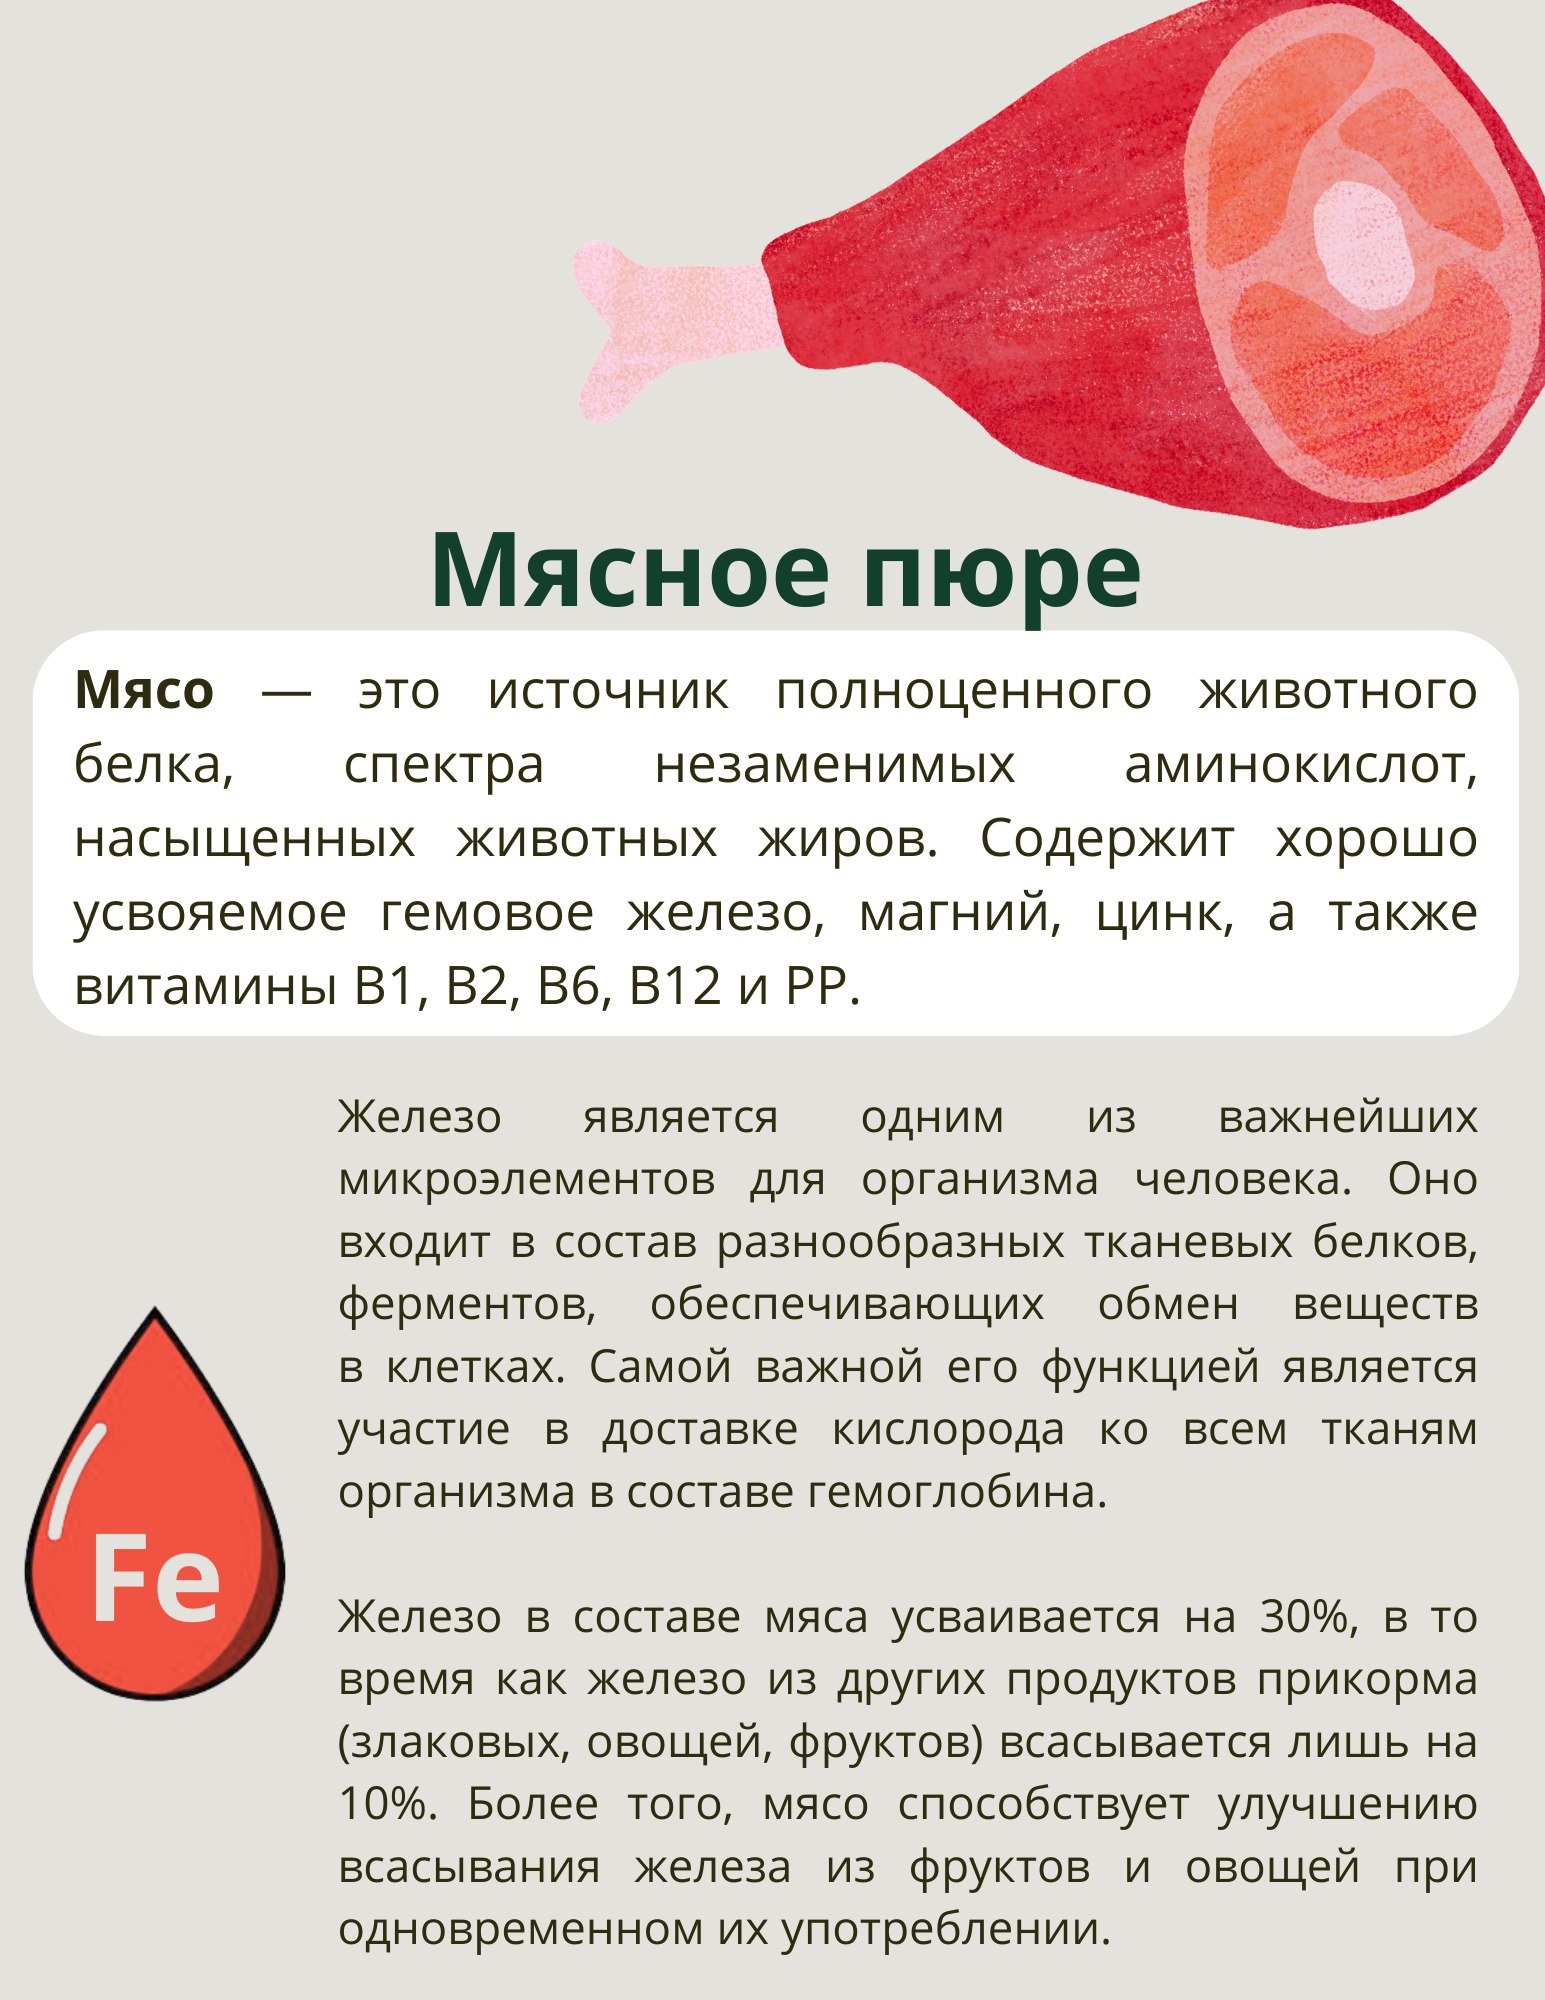 Мясное пюре
Мясо — это источник полноценного животного
белка, спектра незаменимых аминокислот,
насыщенных животных жиров. Содержит хорошо
усвояемое гемовое железо, магний, цинк, а также
витамины В1, В2, В6, В12 и РР.
Железо является одним из важнейших
микроэлементов для организма человека. Оно
входит в состав разнообразных тканевых белков,
ферментов, обеспечивающих обмен веществ
в клетках. Самой важной его функцией является
участие в доставке кислорода ко всем тканям
организма в составе гемоглобина.
Fe
Железо в составе мяса усваивается на 30%, в то
время как железо из других продуктов прикорма
(злаковых, овощей, фруктов) всасывается лишь на
10%. Более того, мясо способствует улучшению
всасывания железа из фруктов и овощей при
одновременном их употреблении.